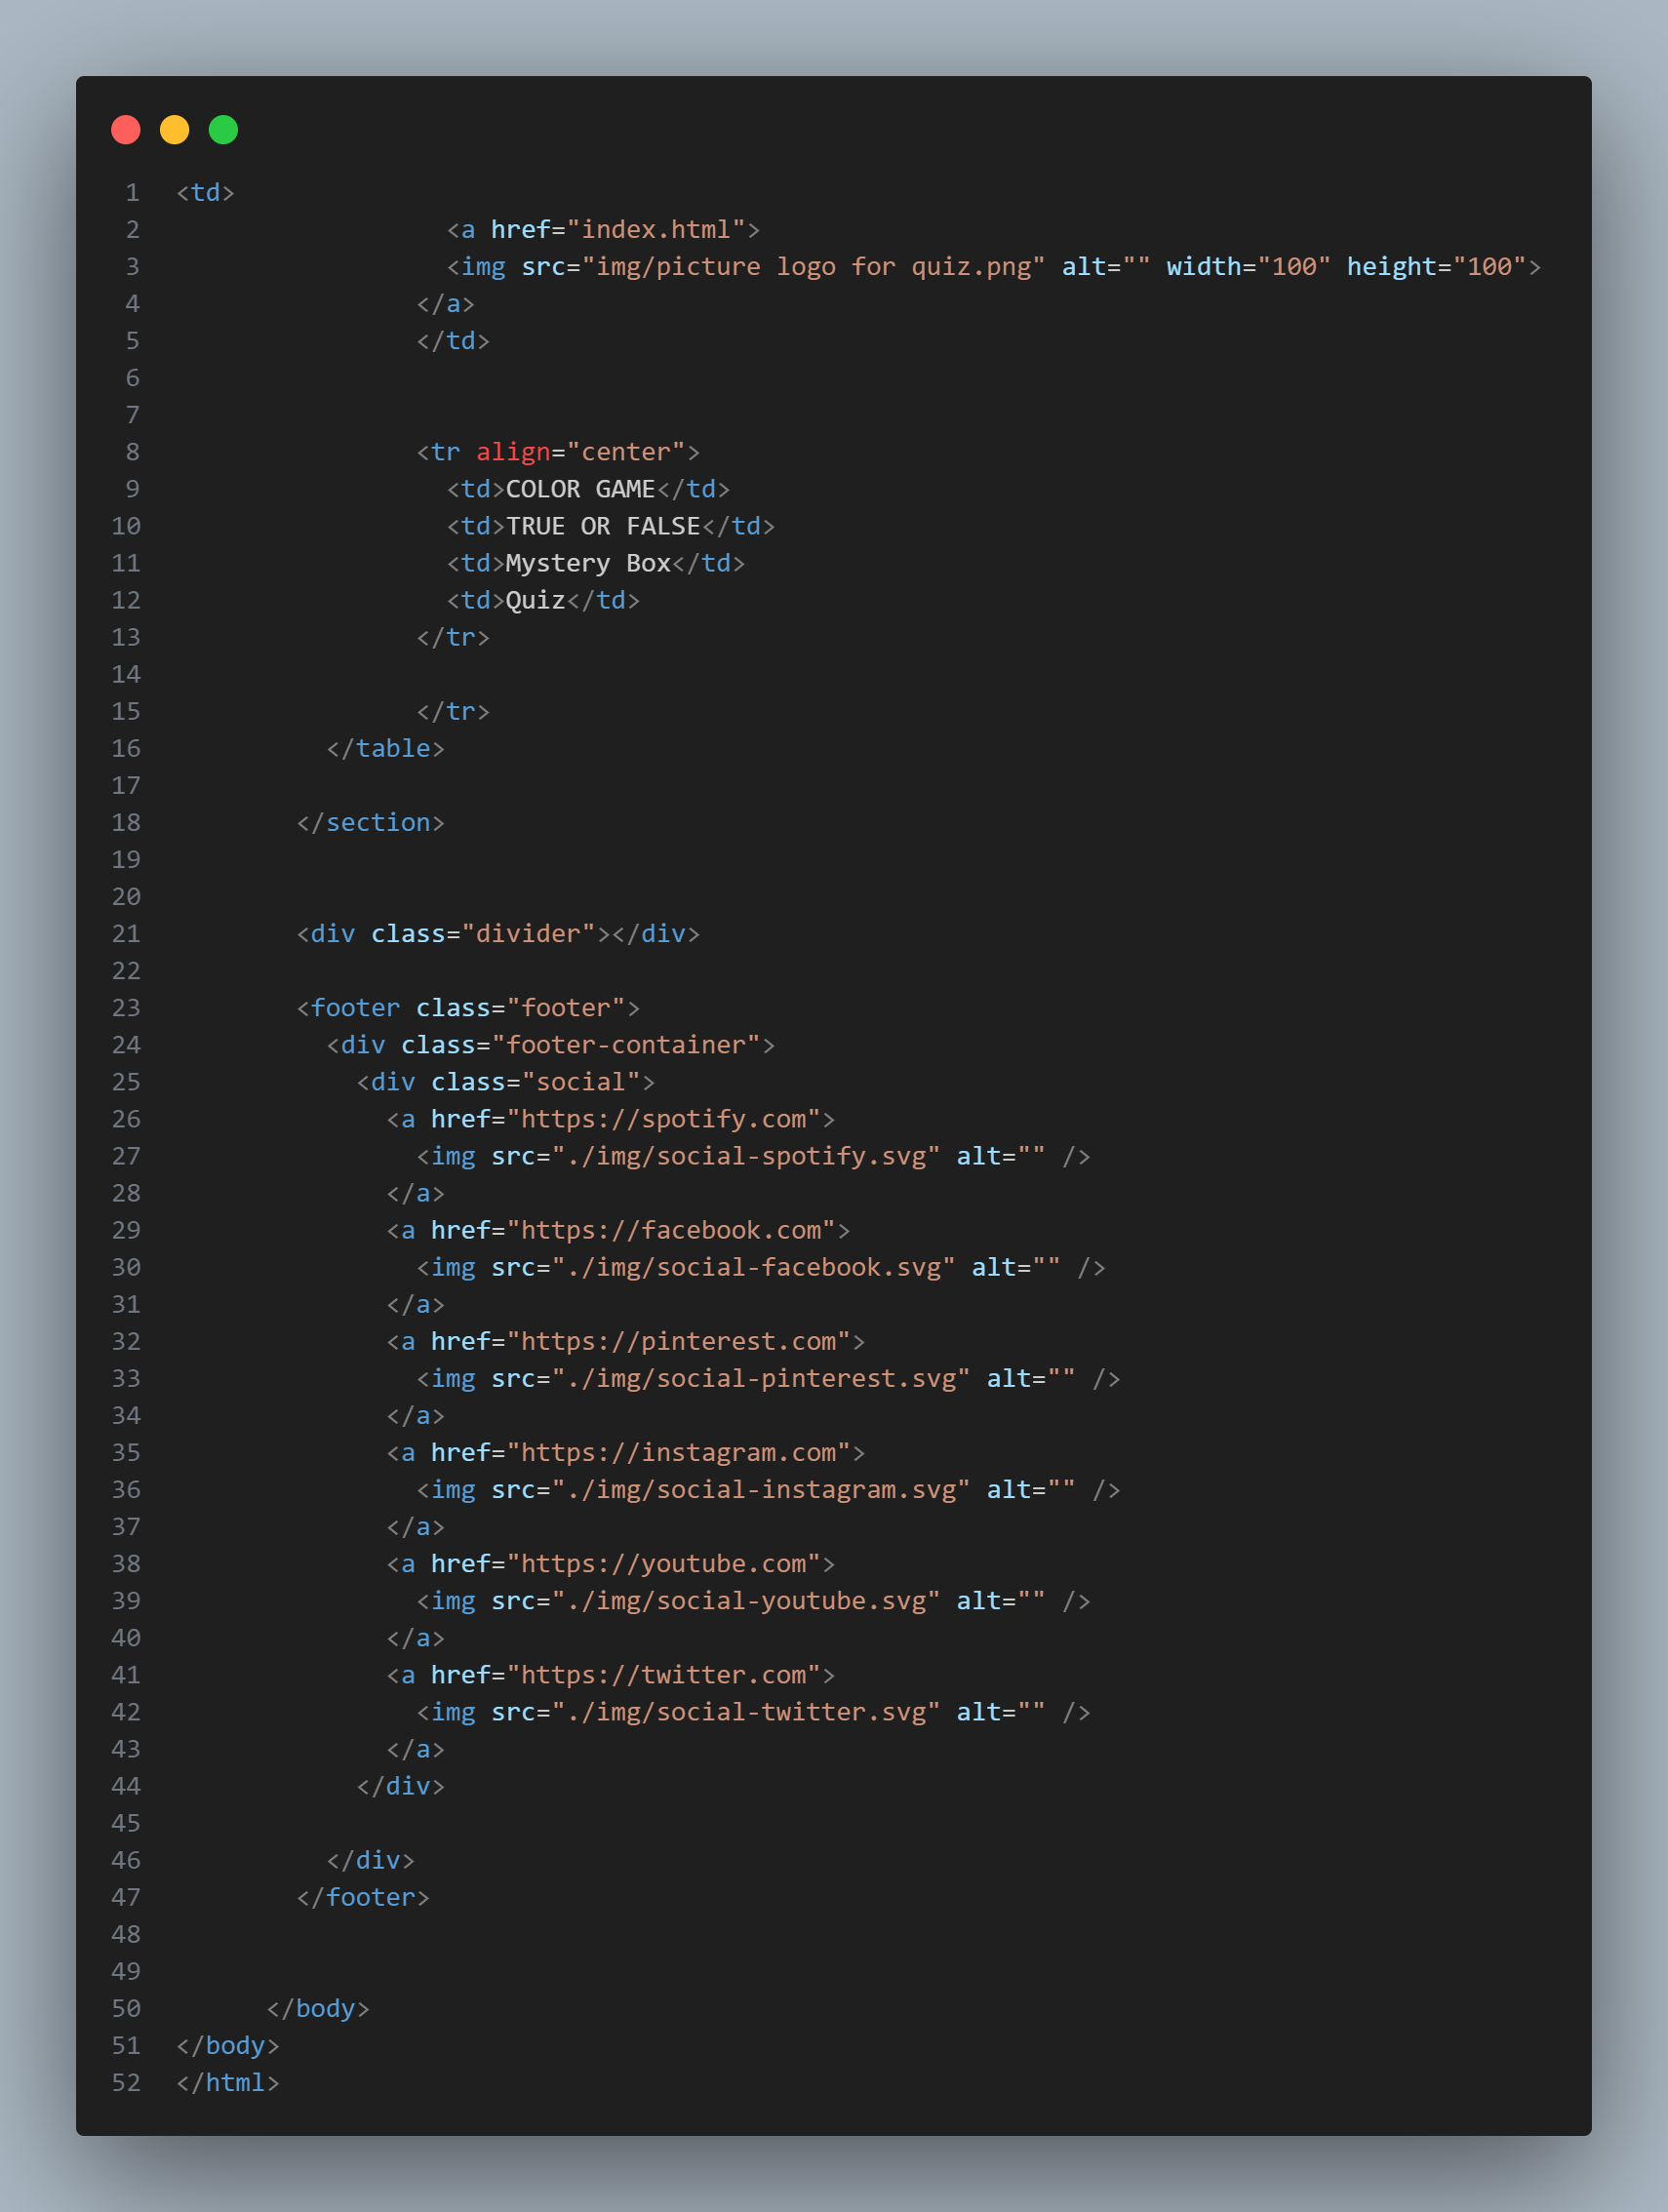 1 <td>
2 <a href="index.html">
3 <img src="img/picture logo for quiz.png" alt="" width="100" height="100">
4 </a>
5 </td>
6
7
8 <tr align="center">
9 <td>COLOR GAME</td>
10 <td>TRUE OR FALSE</td>
11 <td>Mystery Box</td>
12 <td>Quiz</td>
13 </tr>
14
15 </tr>
16 </table>
17
18 </section>
19
20
21 <div class="divider"></div>
22
23 <footer class="footer">
24 <div class="footer-container">
25 <div class="social">
26 <a href="https://spotify.com">
27 <img src="./img/social-spotify.svg" alt="" />
28 </a>
29 <a href="https://facebook.com">
30 <img src="./img/social-facebook.svg" alt="" />
31 </a>
32 <a href="https://pinterest.com">
33 <img src="./img/social-pinterest.svg" alt="" />
34 </a>
35 <a href="https://instagram.com">
36 <img src="./img/social-instagram.svg" alt="" />
37 </a>
38 <a href="https://youtube.com">
39 <img src="./img/social-youtube.svg" alt="" />
40 </a>
41 <a href="https://twitter.com">
42 <img src="./img/social-twitter.svg" alt="" />
43 </a>
44 </div>
45
46 </div>
47 </footer>
48
49
50 </body>
51 </body>
52 </html>